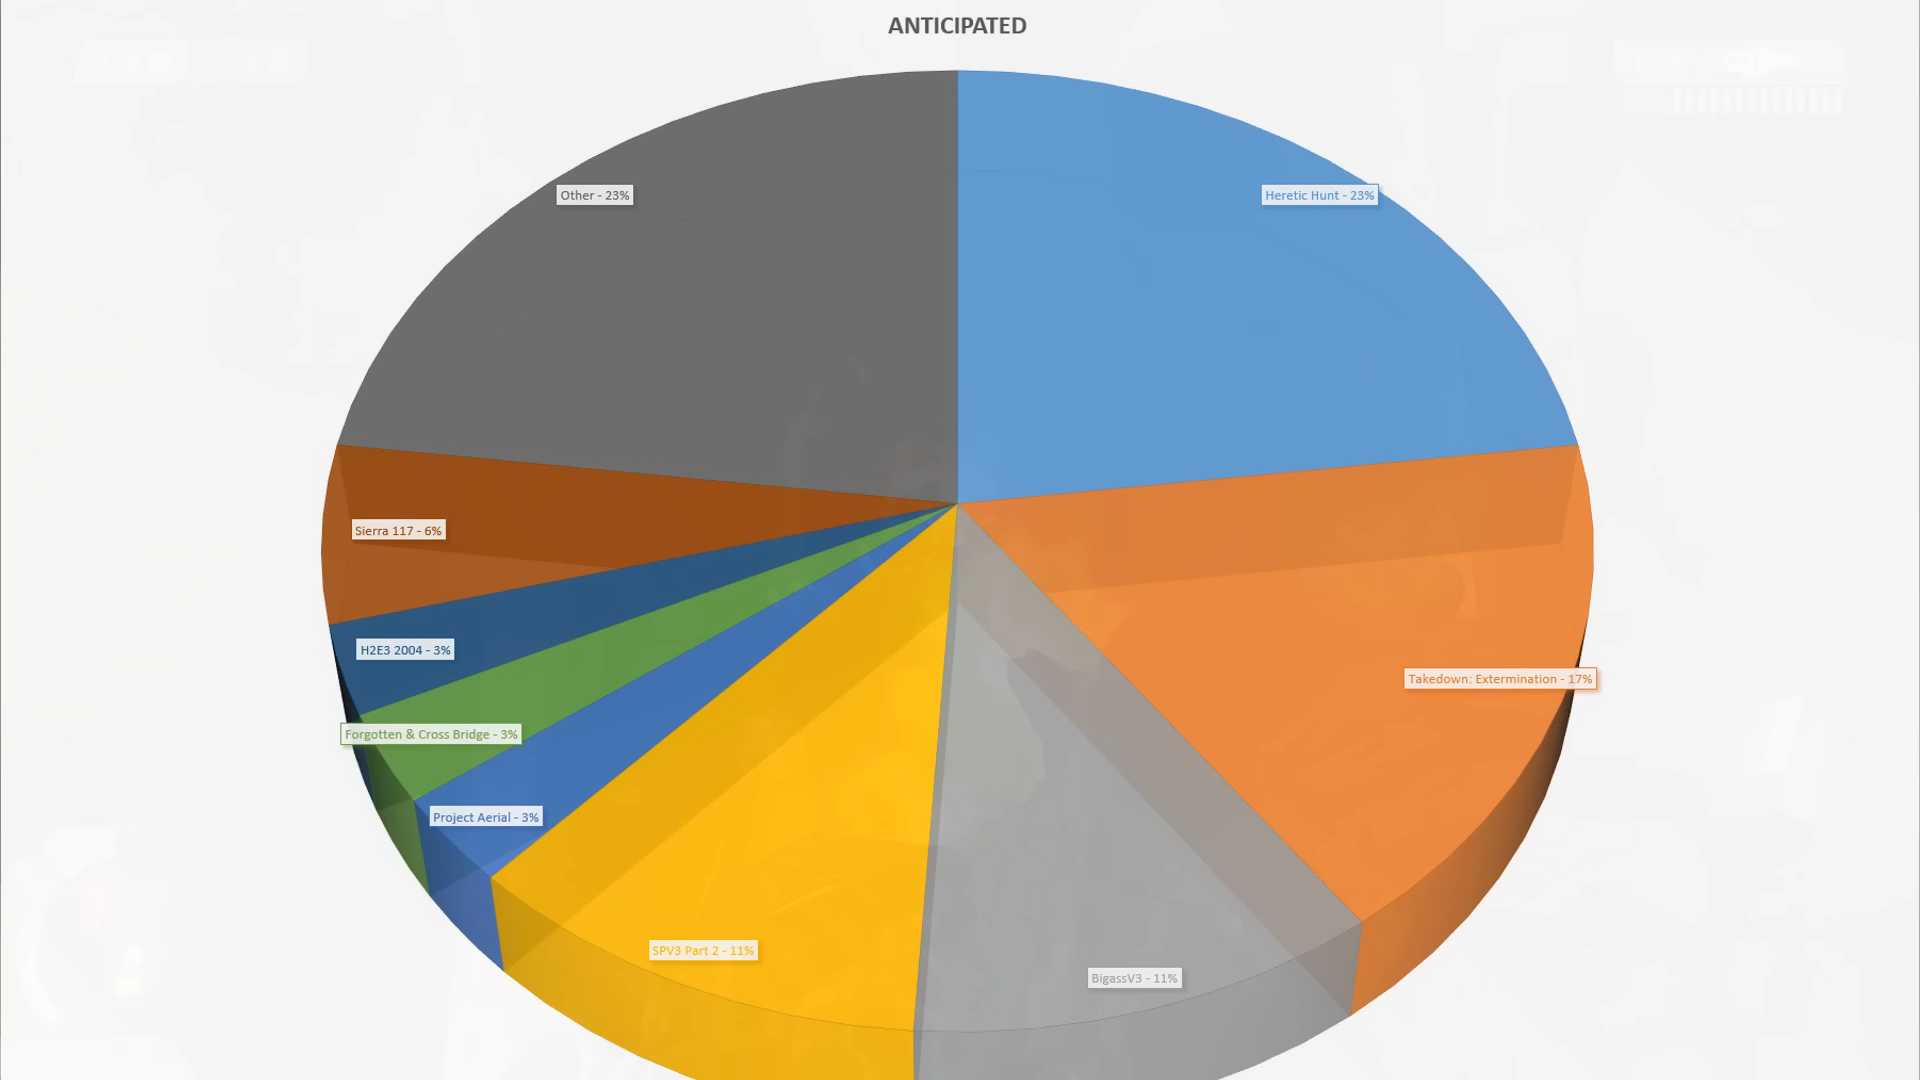 ANTICIPATED
Other - 23%
Heretic Hunt - 23%
Sierra 117 - 6%
H2E3 2004 - 3%
Takedown: Extermination - 17%
Forgotten & Cross Bridge - 3%
Project Aerial - 3%
SPV3 Part 2 - 11%
BigassV3 - 11%